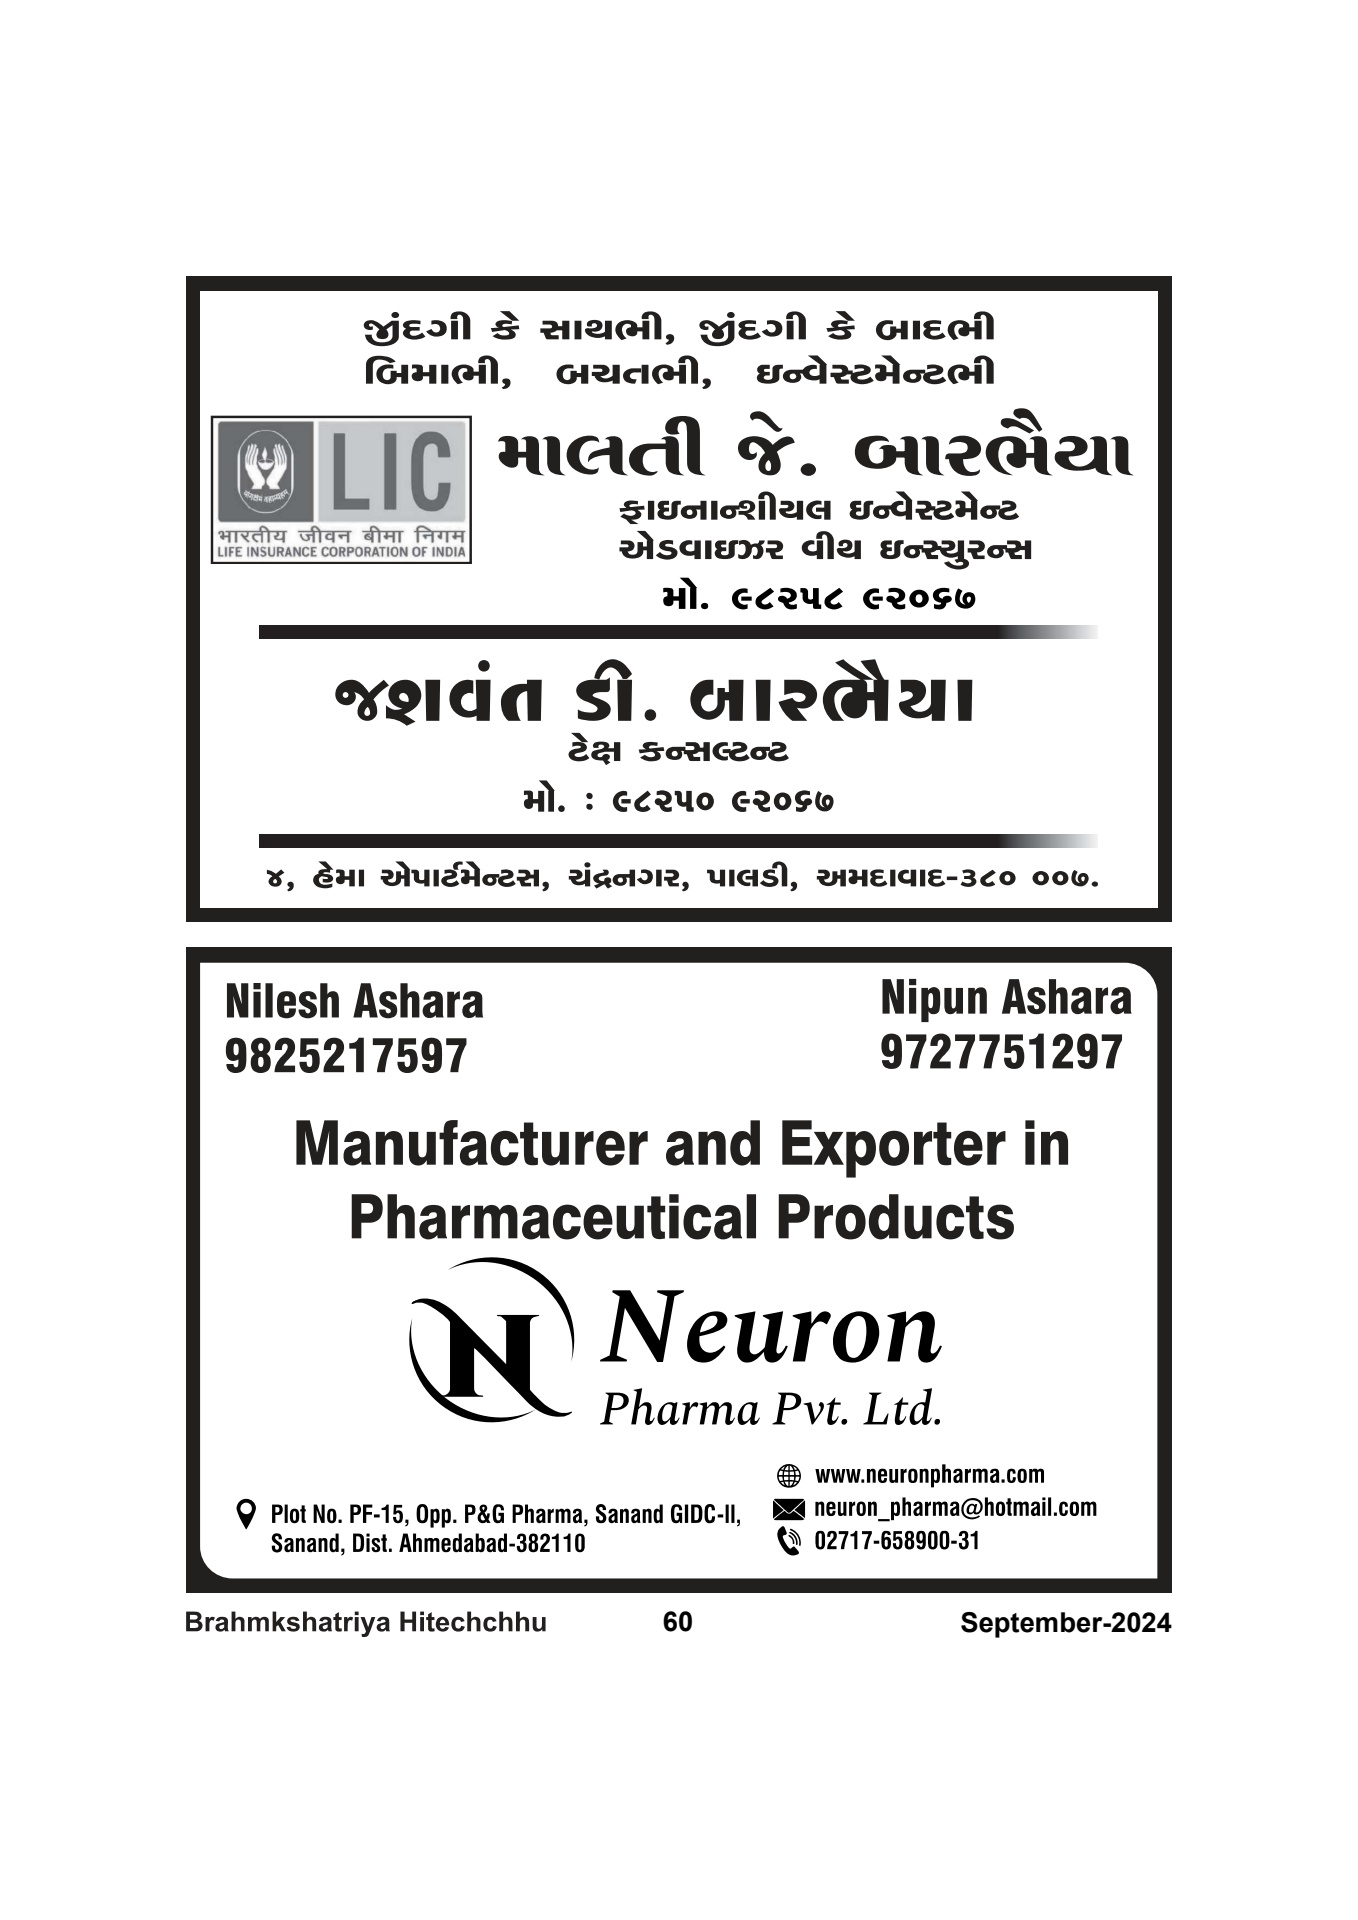 જીંદગી કે સાથભી, જીંદગી કે બાદભી
બિમાભી, બચતભી, ઇન્વેસ્ટમેન્ટભી
LIC
भारतीय जीवन बीमा निगम
LIFE INSURANCE CORPORATION OF INDIA
માલતી જે. બારભૈયા
ફાઇનાન્શીયલ ઇન્વેસ્ટમેન્ટ
એડવાઇઝર વીથ ઇન્સ્યુરન્સ
મો. ૯૮૨૫૮ ૯૨૦૬૭
જશવંત ડી. બારભૈયા
ટેક્ષ કન્સલ્ટન્ટ
મો. : ૯૮૨૫૦ ૯૨૦૬૭
૪, હેમા એપાર્ટમેન્ટસ, ચંદ્રનગર, પાલડી, અમદાવાદ-૩૮૦ ૦૦૭.
Nilesh Ashara
9825217597
Nipun Ashara
9727751297
Manufacturer and Exporter in
Pharmaceutical Products
N
Neuron
Pharma Pvt. Ltd.
Plot No. PF-15, Opp. P&G Pharma, Sanand GIDC-II,
Sanand, Dist. Ahmedabad-382110
www.neuronpharma.com
neuron_pharma@hotmail.com
02717-658900-31
Brahmkshatriya Hitechchhu 60 September-2024